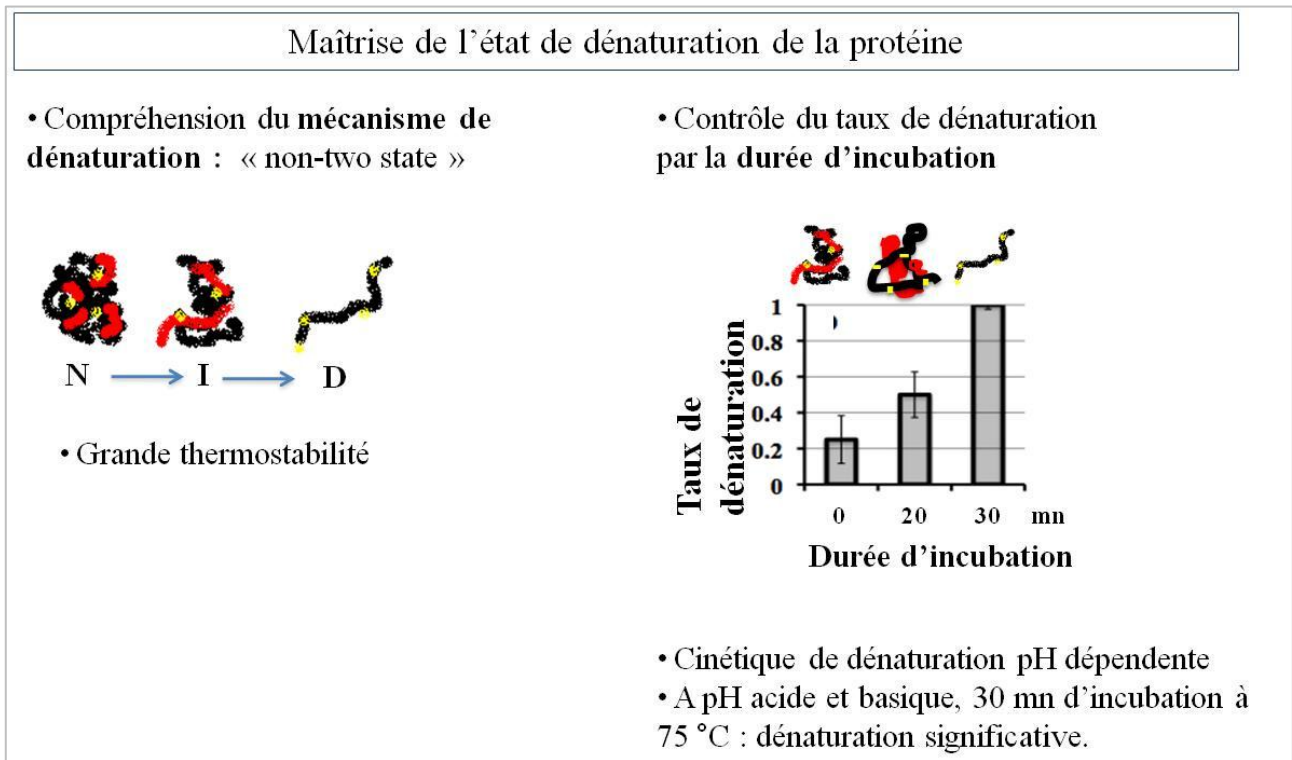 Maîtrise de l’état de dénaturation de la protéine
• Compréhension du mécanisme de
dénaturation : « non-two state »
N I D
• Grande thermostabilité
• Contrôle du taux de dénaturation
par la durée d’incubation
Taux de
dénaturation
1
0.8
0.6
0.4
0.2
0
0 20 30 mn
Durée d’incubation
• Cinétique de dénaturation pH dépendente
• A pH acide et basique, 30 mn d’incubation à
75 °C : dénaturation significative.